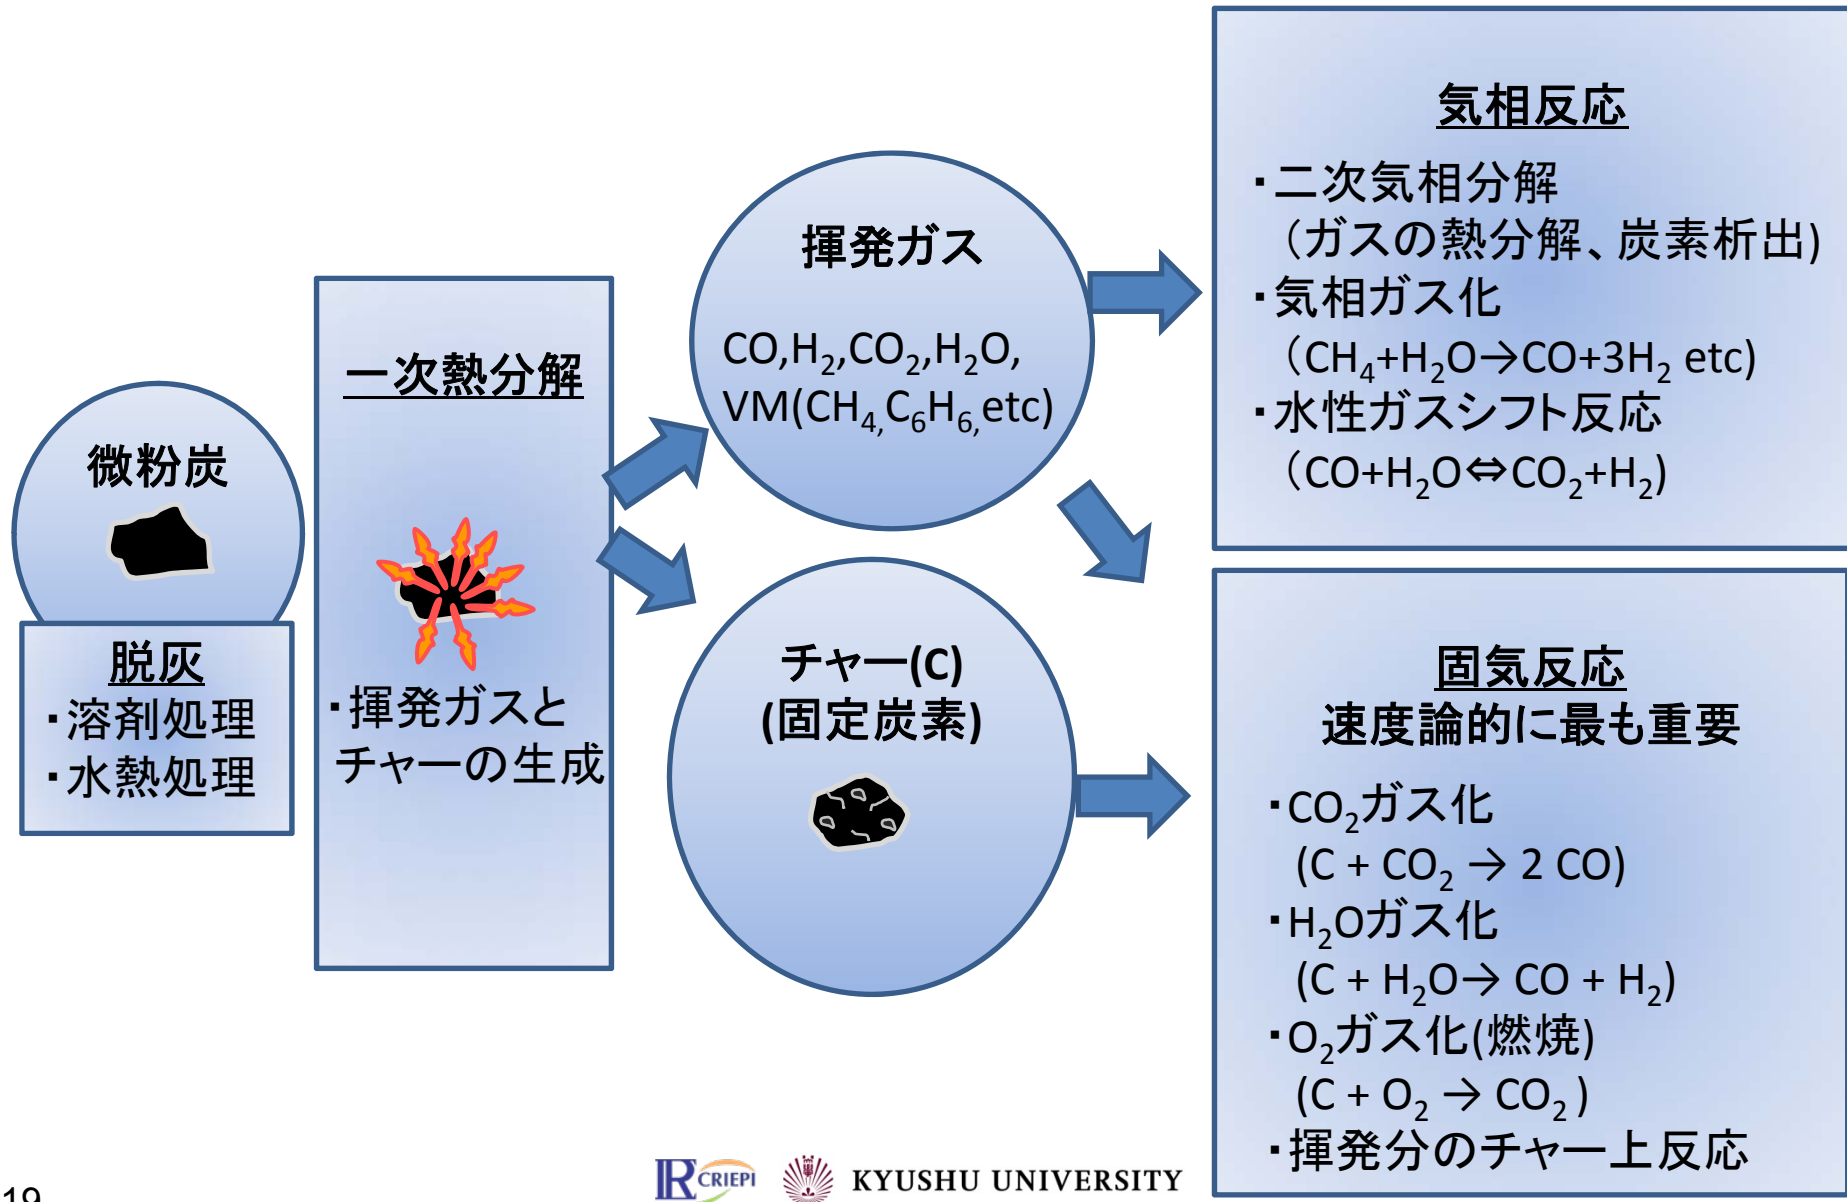 微粉炭
脱灰
・溶剤処理
・水熱処理
一次熱分解
・揮発ガスと
チャーの生成
揮発ガス
CO,H₂,CO₂,H₂O,
VM(CH₄,C₆H₆,etc)
チャー(C)
(固定炭素)
気相反応
・二次気相分解
（ガスの熱分解、炭素析出)
・気相ガス化
（CH₄+H₂O→CO+3H₂ etc)
・水性ガスシフト反応
（CO+H₂O⇔CO₂+H₂)
固気反応
速度論的に最も重要
・CO₂ガス化
(C + CO₂ → 2 CO)
・H₂Oガス化
(C + H₂O→ CO + H₂)
・O₂ガス化(燃焼)
(C + O₂ → CO₂ )
・揮発分のチャー上反応
19
IR CRIEPI
KYUSHU UNIVERSITY